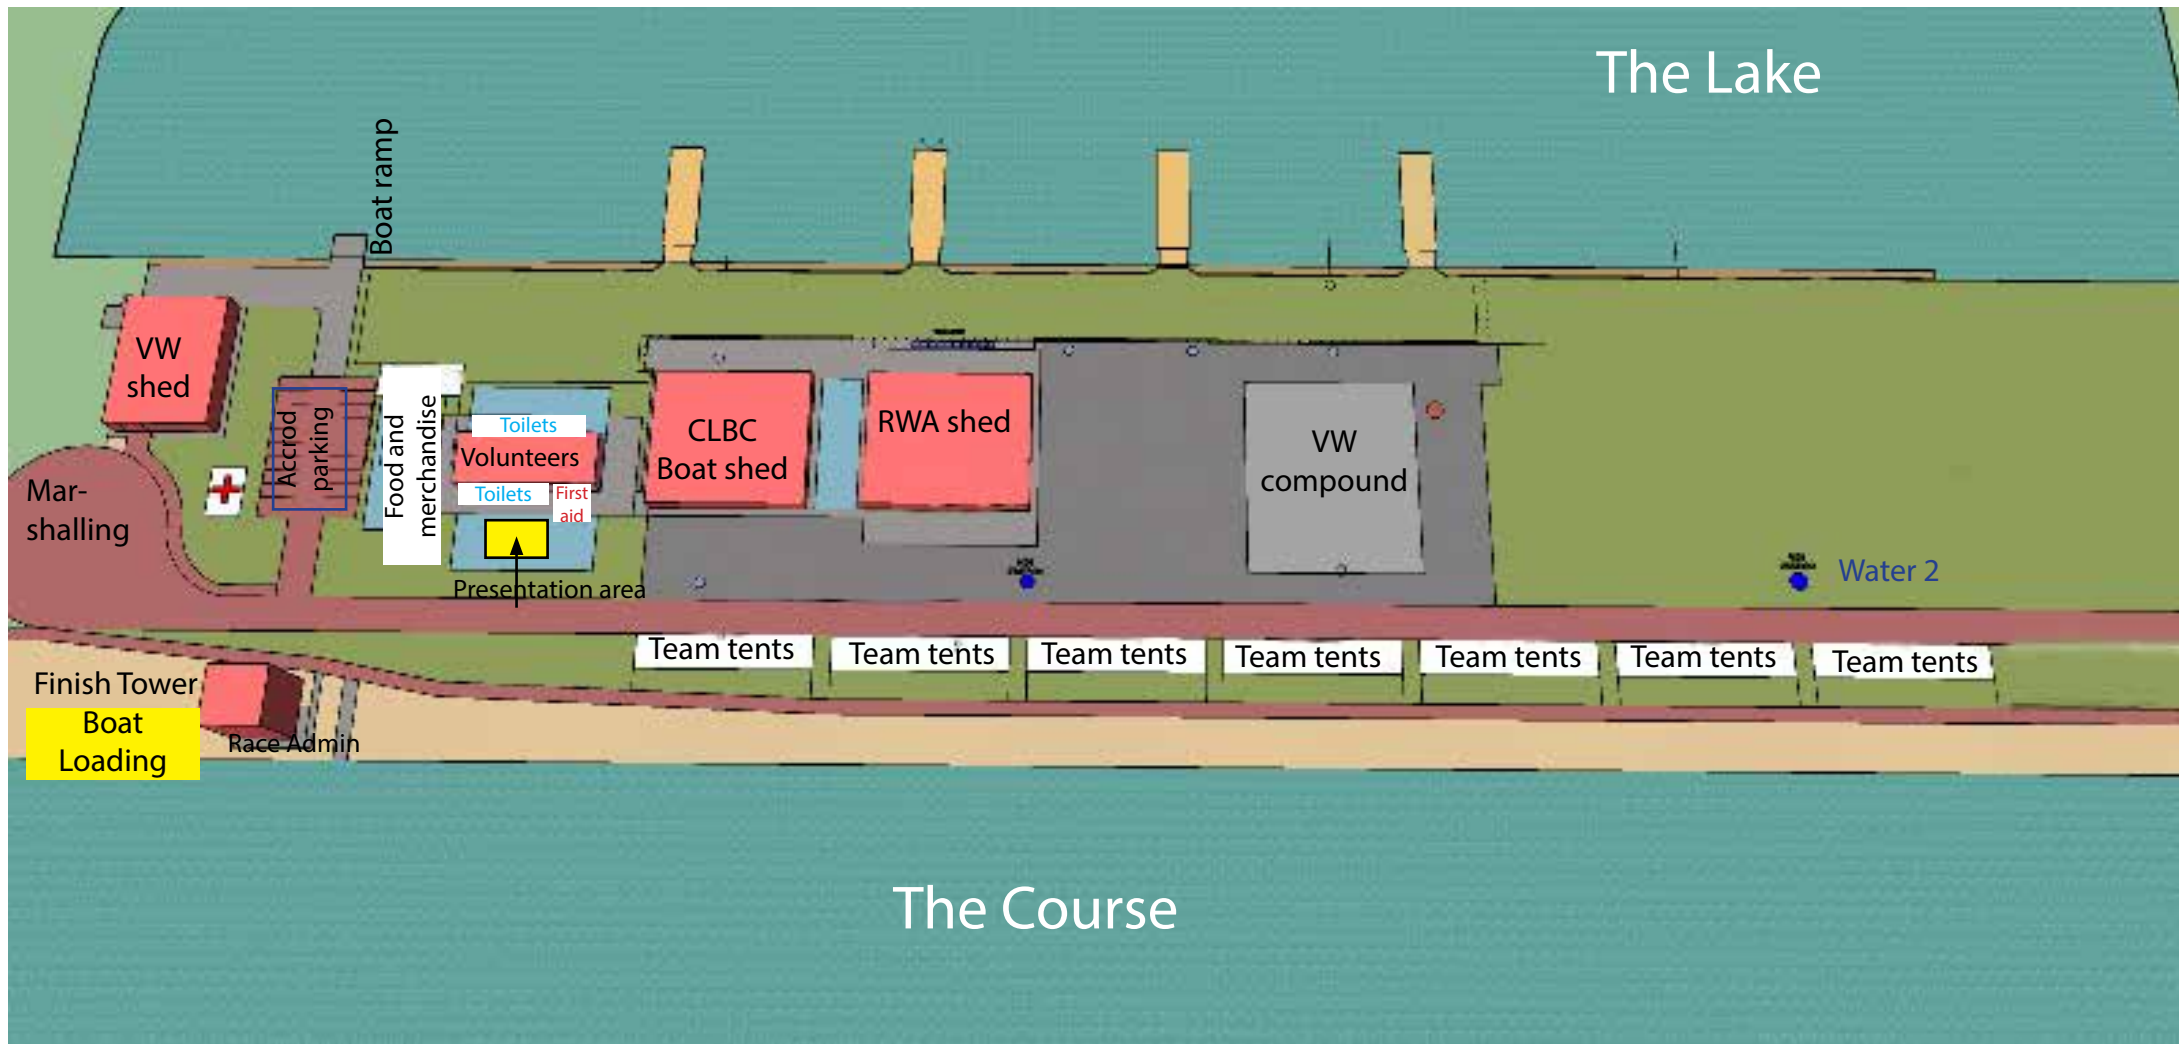 The Lake
Boat ramp
VW
shed
Accrod
parking
Food and
merchandise
Toilets
Volunteers
Toilets
First
aid
CLBC
Boat shed
RWA shed
VW
compound
Mar-
shalling
Presentation area
Water 2
Team tents
Team tents
Team tents
Team tents
Team tents
Team tents
Team tents
Finish Tower
Boat
Loading
Race Admin
The Course